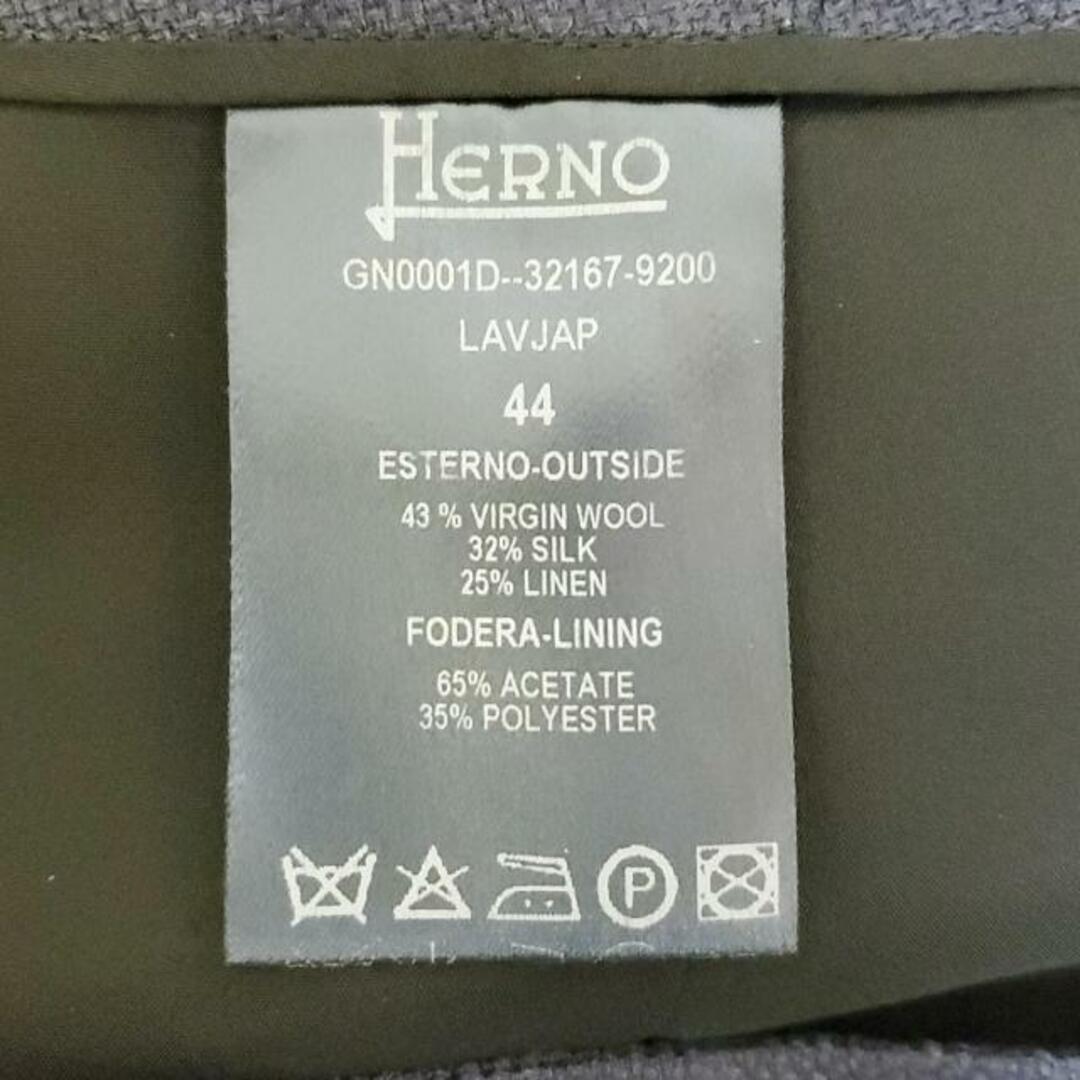 HERNO
GN0001D--32167-9200
LAVJAP
44
ESTERNO-OUTSIDE
43 % VIRGIN WOOL
32% SILK
25% LINEN
FODERA-LINING
65% ACETATE
35% POLYESTER
P